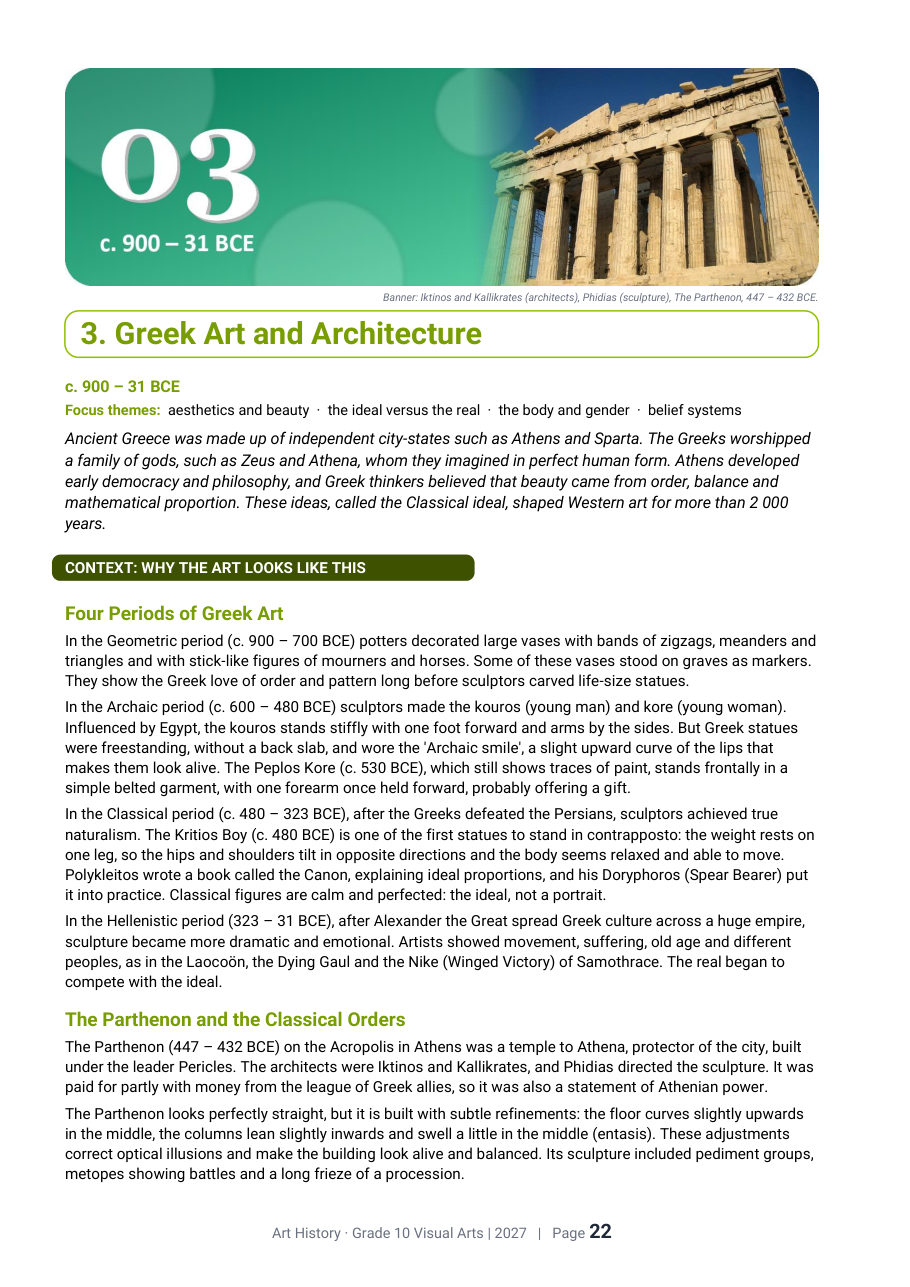 03
c. 900 – 31 BCE
Banner: Iktinos and Kallikrates (architects), Phidias (sculpture), The Parthenon, 447 – 432 BCE.
3. Greek Art and Architecture
c. 900 – 31 BCE
Focus themes: aesthetics and beauty · the ideal versus the real · the body and gender · belief systems
Ancient Greece was made up of independent city-states such as Athens and Sparta. The Greeks worshipped
a family of gods, such as Zeus and Athena, whom they imagined in perfect human form. Athens developed
early democracy and philosophy, and Greek thinkers believed that beauty came from order, balance and
mathematical proportion. These ideas, called the Classical ideal, shaped Western art for more than 2 000
years.
CONTEXT: WHY THE ART LOOKS LIKE THIS
Four Periods of Greek Art
In the Geometric period (c. 900 – 700 BCE) potters decorated large vases with bands of zigzags, meanders and
triangles and with stick-like figures of mourners and horses. Some of these vases stood on graves as markers.
They show the Greek love of order and pattern long before sculptors carved life-size statues.
In the Archaic period (c. 600 – 480 BCE) sculptors made the kouros (young man) and kore (young woman).
Influenced by Egypt, the kouros stands stiffly with one foot forward and arms by the sides. But Greek statues
were freestanding, without a back slab, and wore the 'Archaic smile', a slight upward curve of the lips that
makes them look alive. The Peplos Kore (c. 530 BCE), which still shows traces of paint, stands frontally in a
simple belted garment, with one forearm once held forward, probably offering a gift.
In the Classical period (c. 480 – 323 BCE), after the Greeks defeated the Persians, sculptors achieved true
naturalism. The Kritios Boy (c. 480 BCE) is one of the first statues to stand in contrapposto: the weight rests on
one leg, so the hips and shoulders tilt in opposite directions and the body seems relaxed and able to move.
Polykleitos wrote a book called the Canon, explaining ideal proportions, and his Doryphoros (Spear Bearer) put
it into practice. Classical figures are calm and perfected: the ideal, not a portrait.
In the Hellenistic period (323 – 31 BCE), after Alexander the Great spread Greek culture across a huge empire,
sculpture became more dramatic and emotional. Artists showed movement, suffering, old age and different
peoples, as in the Laocoön, the Dying Gaul and the Nike (Winged Victory) of Samothrace. The real began to
compete with the ideal.
The Parthenon and the Classical Orders
The Parthenon (447 – 432 BCE) on the Acropolis in Athens was a temple to Athena, protector of the city, built
under the leader Pericles. The architects were Iktinos and Kallikrates, and Phidias directed the sculpture. It was
paid for partly with money from the league of Greek allies, so it was also a statement of Athenian power.
The Parthenon looks perfectly straight, but it is built with subtle refinements: the floor curves slightly upwards
in the middle, the columns lean slightly inwards and swell a little in the middle (entasis). These adjustments
correct optical illusions and make the building look alive and balanced. Its sculpture included pediment groups,
metopes showing battles and a long frieze of a procession.
Art History · Grade 10 Visual Arts | 2027 | Page 22